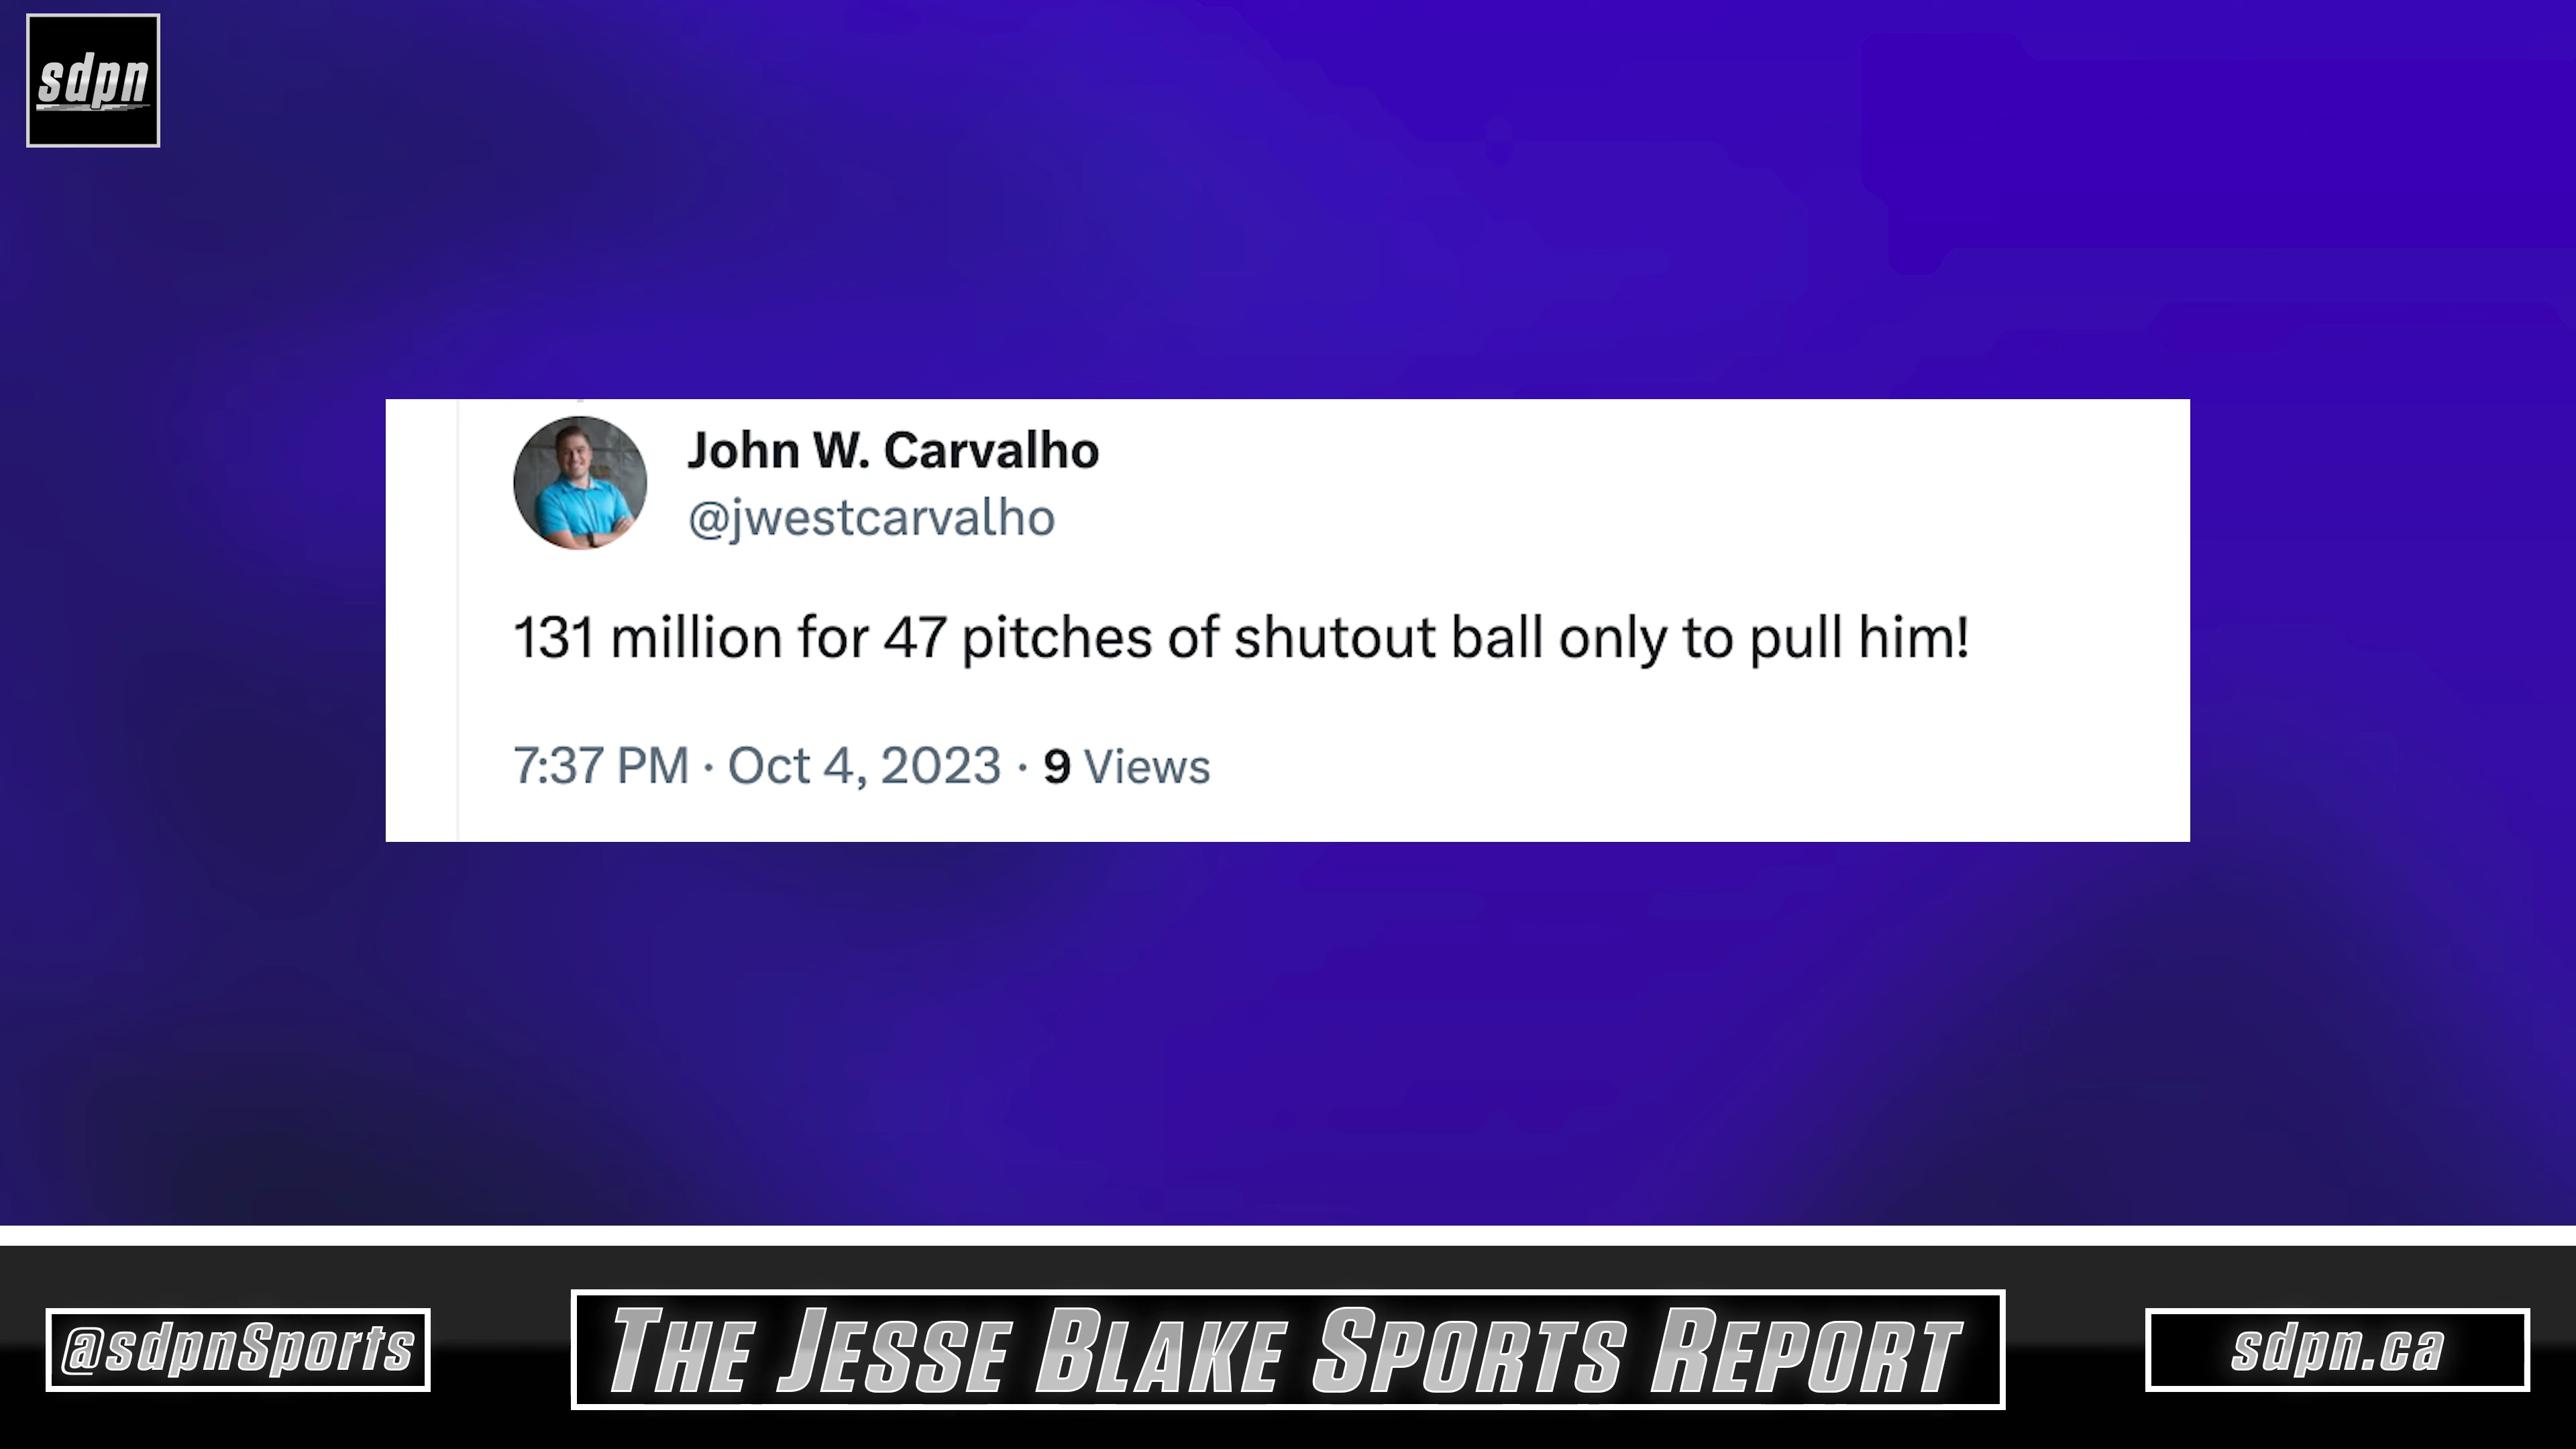 sdpn
John W. Carvalho
@jwestcarvalho
131 million for 47 pitches of shutout ball only to pull him!
7:37 PM · Oct 4, 2023 · 9 Views
@sdpnSports
THE JESSE BLAKE SPORTS REPORT
sdpn.ca